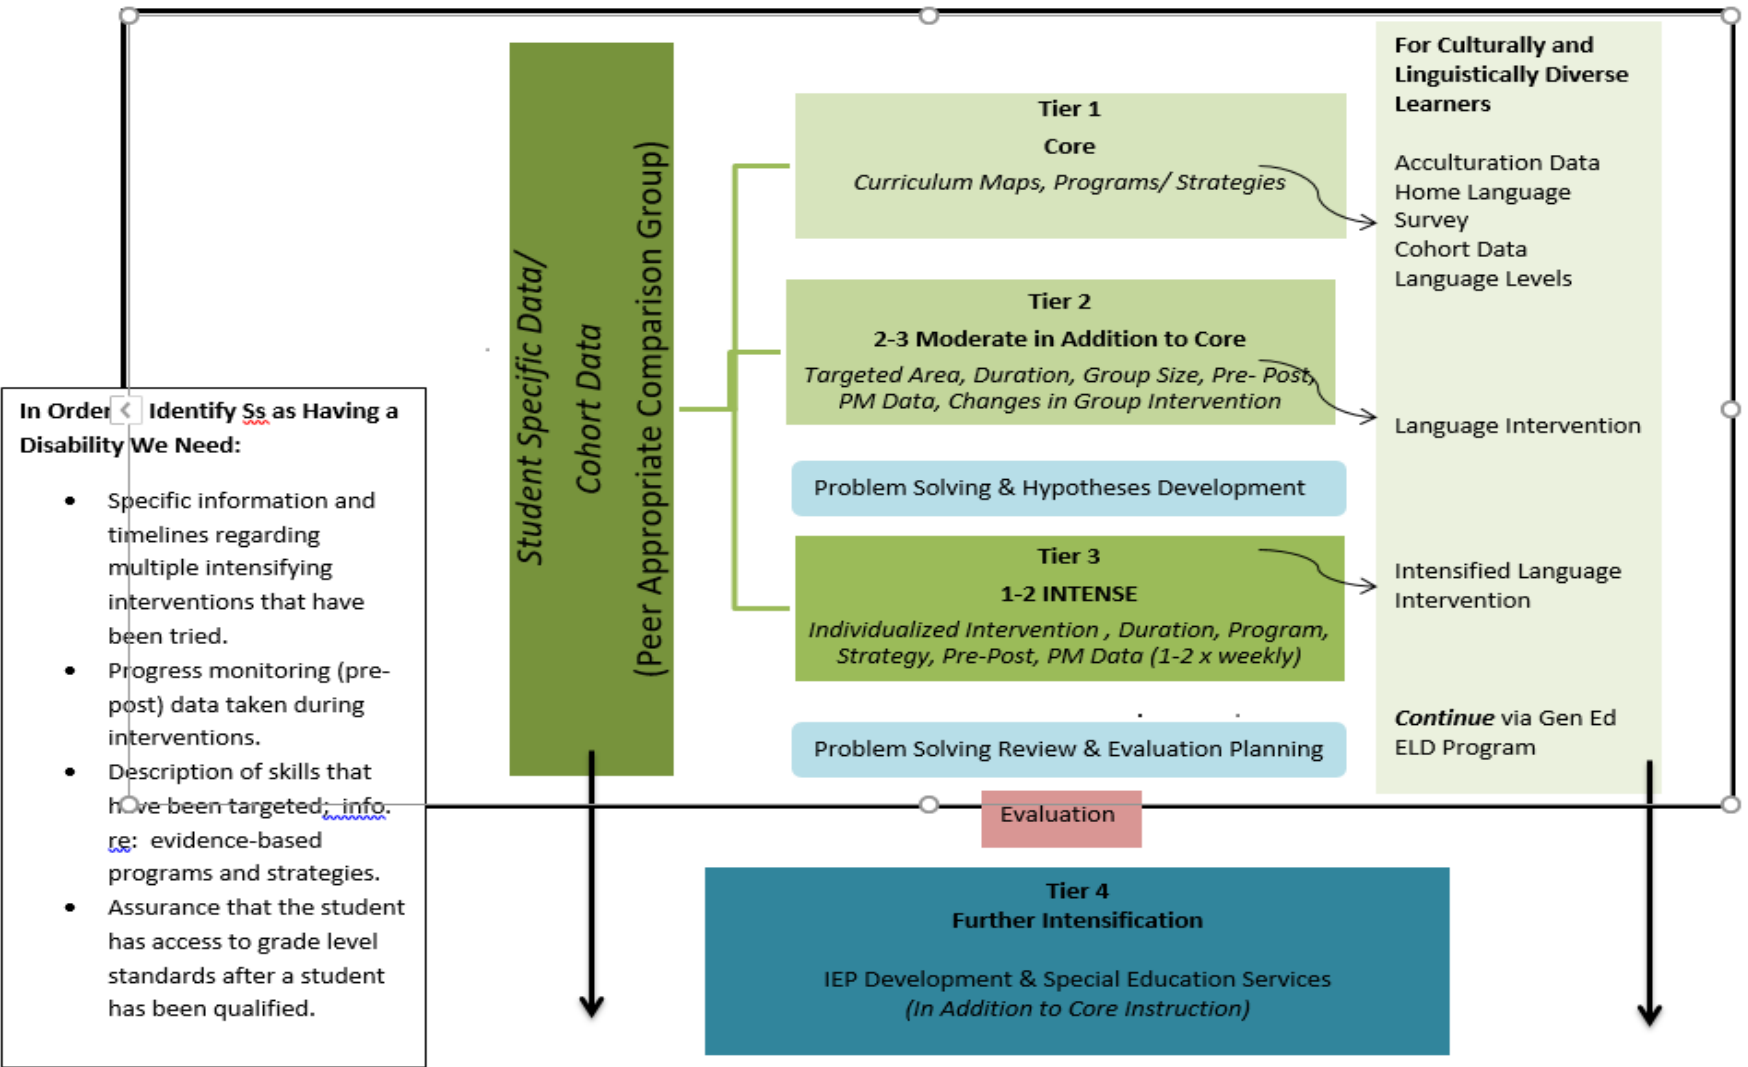 In Order Identify Ss as Having a
Disability We Need:
Specific information and
timelines regarding
multiple intensifying
interventions that have
been tried.
Progress monitoring (pre-
post) data taken during
interventions.
Description of skills that
have been targeted; info.
re: evidence-based
programs and strategies.
Assurance that the student
has access to grade level
standards after a student
has been qualified.
Student Specific Data/
Cohort Data
(Peer Appropriate Comparison Group)
Tier 1
Core
Curriculum Maps, Programs/ Strategies
Tier 2
2-3 Moderate in Addition to Core
Targeted Area, Duration, Group Size, Pre- Post,
PM Data, Changes in Group Intervention
Problem Solving & Hypotheses Development
Tier 3
1-2 INTENSE
Individualized Intervention , Duration, Program,
Strategy, Pre-Post, PM Data (1-2 x weekly)
Problem Solving Review & Evaluation Planning
Evaluation
Tier 4
Further Intensification
IEP Development & Special Education Services
(In Addition to Core Instruction)
For Culturally and
Linguistically Diverse
Learners
Acculturation Data
Home Language
Survey
Cohort Data
Language Levels
Language Intervention
Intensified Language
Intervention
Continue via Gen Ed
ELD Program